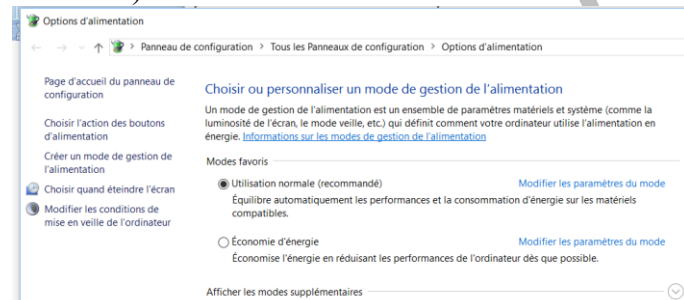 Options d'alimentation
Panneau de configuration > Tous les Panneaux de configuration > Options d'alimentation
Page d'accueil du panneau de
configuration
Choisir l'action des boutons
d'alimentation
Créer un mode de gestion de
l'alimentation
Choisir quand éteindre l'écran
Modifier les conditions de
mise en veille de l'ordinateur
Choisir ou personnaliser un mode de gestion de l'alimentation
Un mode de gestion de l'alimentation est un ensemble de paramètres matériels et système (comme la
luminosité de l'écran, le mode veille, etc.) qui définit comment votre ordinateur utilise l'alimentation en
énergie. Informations sur les modes de gestion de l'alimentation
Modes favoris
Utilisation normale (recommandé) Modifier les paramètres du mode
Équilibre automatiquement les performances et la consommation d'énergie sur les matériels
compatibles.
Économie d'énergie Modifier les paramètres du mode
Économise l'énergie en réduisant les performances de l'ordinateur dès que possible.
Afficher les modes supplémentaires